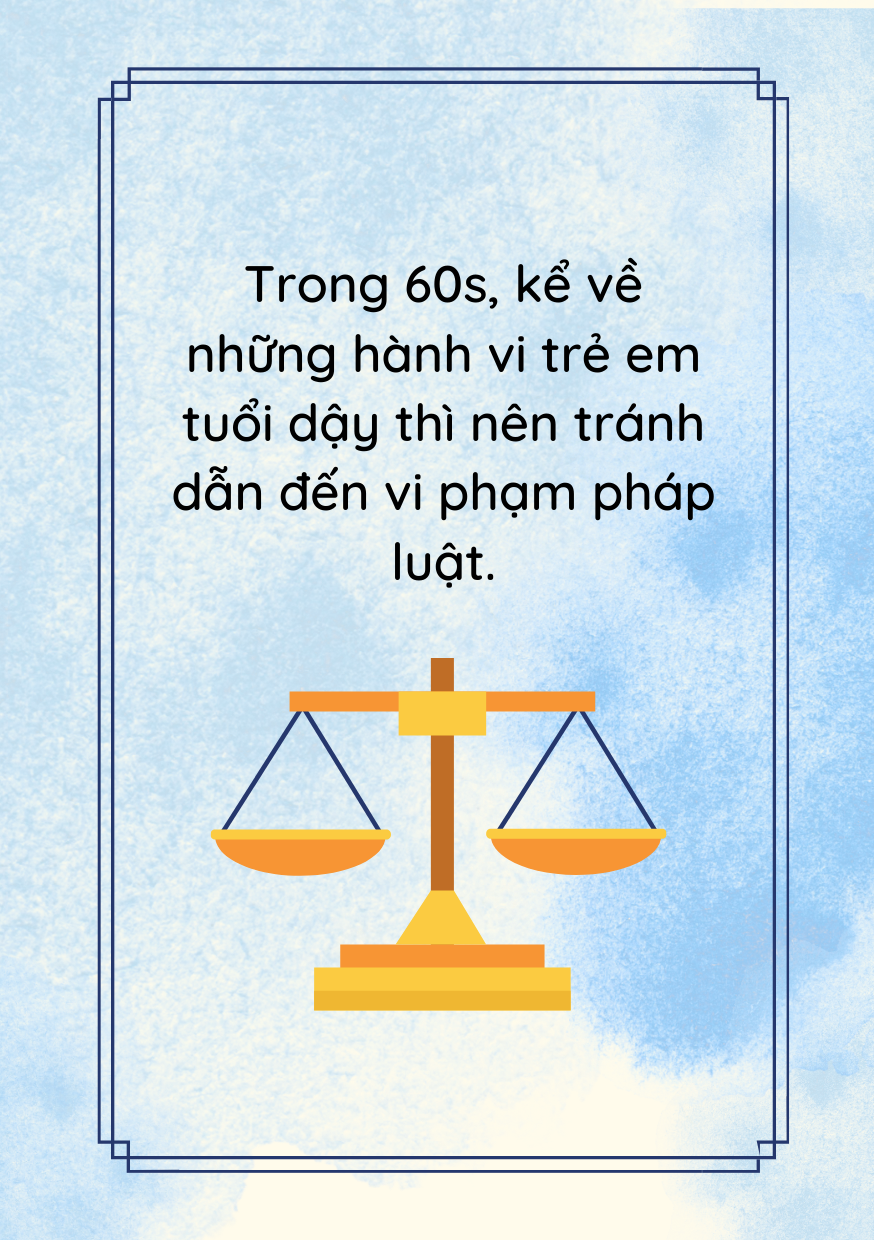 Trong 60s, kể về
những hành vi trẻ em
tuổi dậy thì nên tránh
dẫn đến vi phạm pháp
luật.